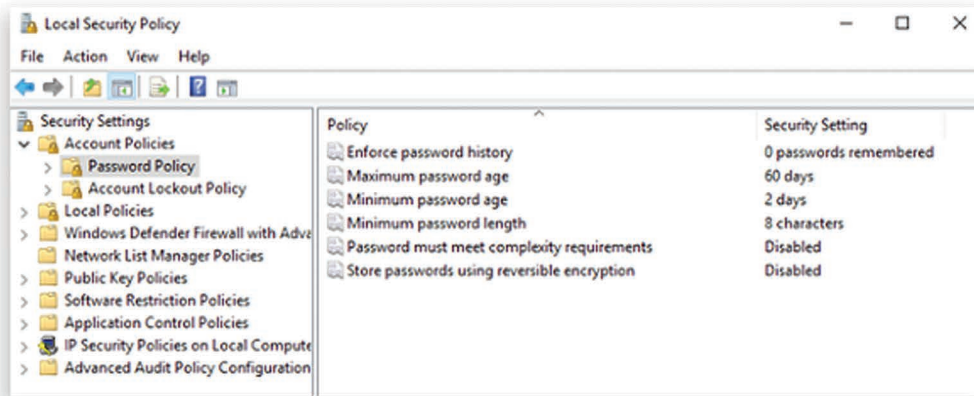 Local Security Policy
File Action View Help
Security Settings
Account Policies
Password Policy
Account Lockout Policy
Local Policies
Windows Defender Firewall with Adva
Network List Manager Policies
Public Key Policies
Software Restriction Policies
Application Control Policies
IP Security Policies on Local Compute
Advanced Audit Policy Configuration
Policy Security Setting
Enforce password history 0 passwords remembered
Maximum password age 60 days
Minimum password age 2 days
Minimum password length 8 characters
Password must meet complexity requirements Disabled
Store passwords using reversible encryption Disabled